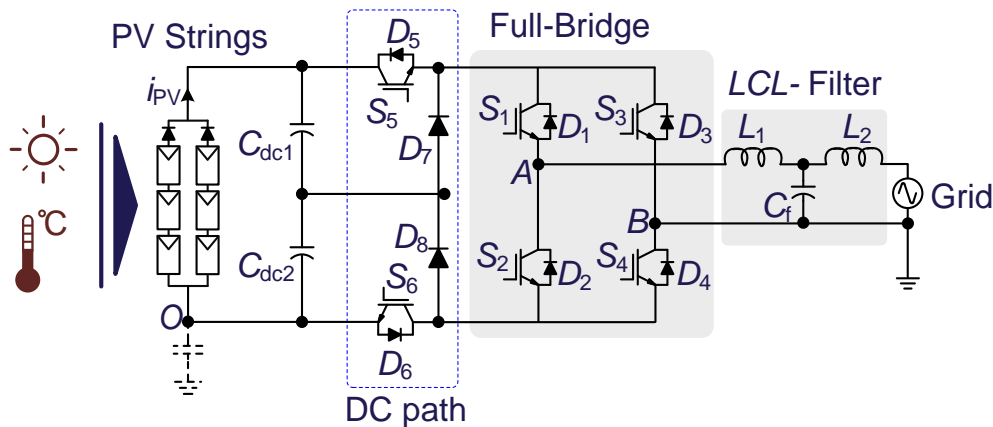 PV Strings
D5
Full-Bridge
LCL- Filter
iPV
S5
S1
D1
S3
D3
L1
L2
Cdc1
D7
A
°C
Cf
Grid
B
D8
Cdc2
S6
S2
D2
S4
D4
O
D6
DC path